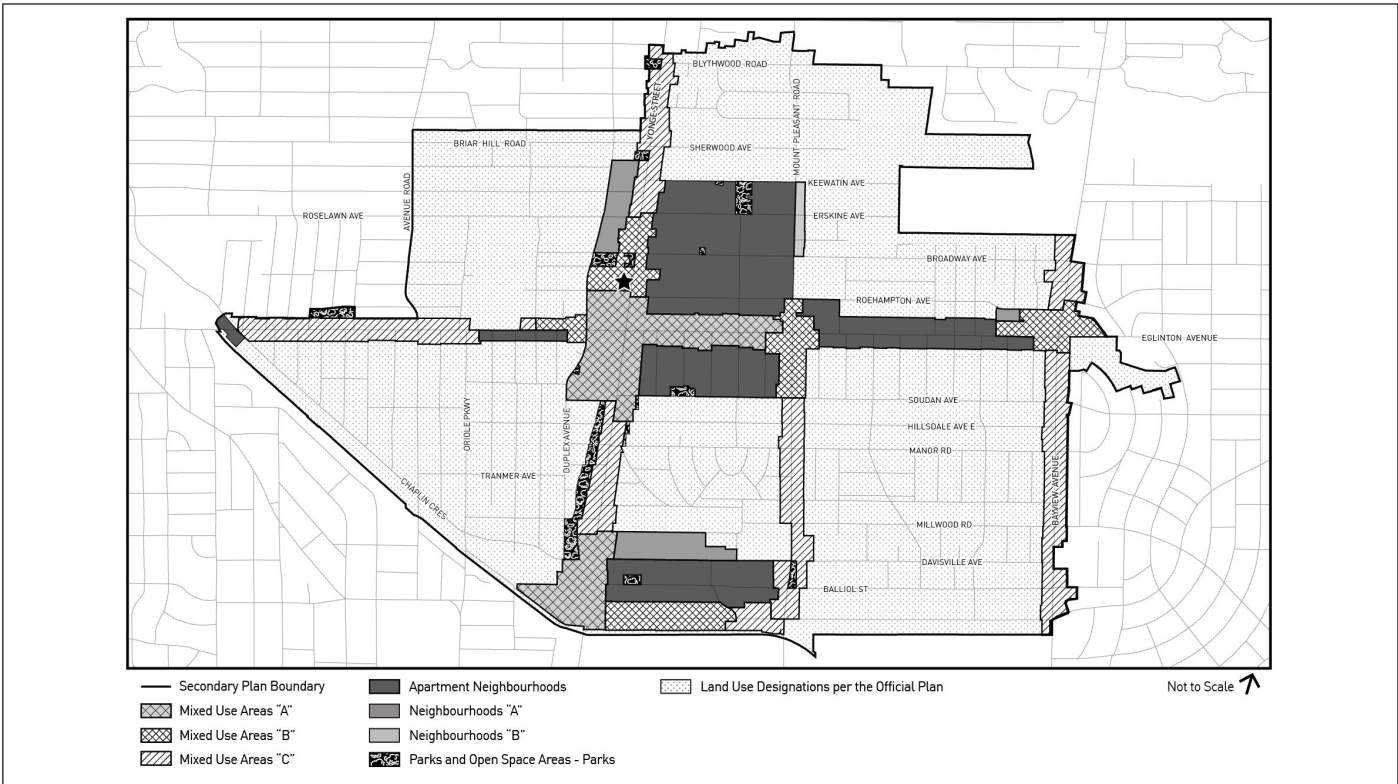 BLYTHWOOD ROAD
YONGE STREET
MOUNT PLEASANT ROAD
BRIAR HILL ROAD
SHERWOOD AVE
AVENUE ROAD
KEEWATIN AVE
ROSELAWN AVE
ERSKINE AVE
BROADWAY AVE
ROEHAMPTON AVE
EGLINTON AVENUE
SOUDAN AVE
ORIOLE PKWY
DUPLEX AVENUE
HILLSDALE AVE E
MANOR RD
TRANMER AVE
BAYVIEW AVENUE
CHAPLIN CRES
MILLWOOD RD
DAVISVILLE AVE
BALLIOL ST
Secondary Plan Boundary
Mixed Use Areas "A"
Mixed Use Areas "B"
Mixed Use Areas "C"
Apartment Neighbourhoods
Neighbourhoods "A"
Neighbourhoods "B"
Parks and Open Space Areas - Parks
Land Use Designations per the Official Plan
Not to Scale